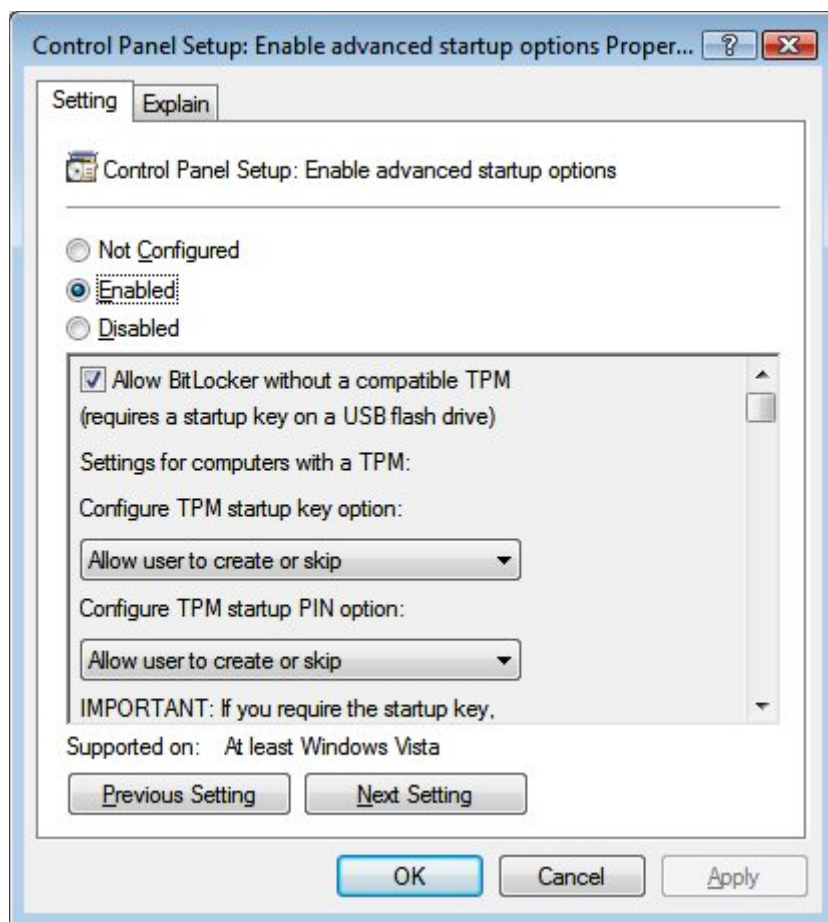 Control Panel Setup: Enable advanced startup options Proper...
Setting Explain
Control Panel Setup: Enable advanced startup options
Not Configured
Enabled
Disabled
Allow BitLocker without a compatible TPM
(requires a startup key on a USB flash drive)
Settings for computers with a TPM:
Configure TPM startup key option:
Allow user to create or skip
Configure TPM startup PIN option:
Allow user to create or skip
IMPORTANT: If you require the startup key,
Supported on: At least Windows Vista
Previous Setting Next Setting
OK Cancel Apply